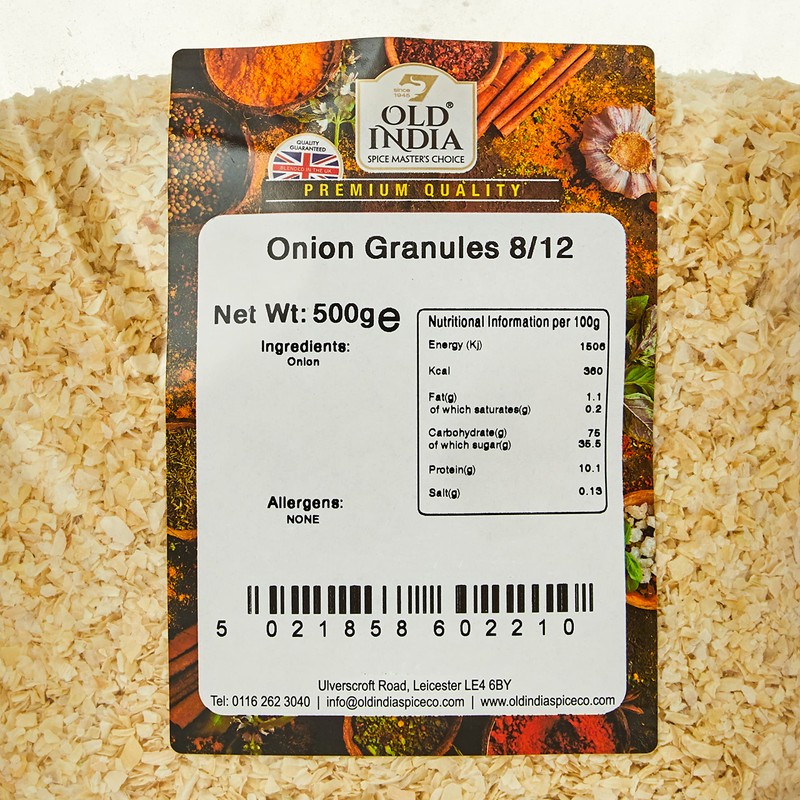 since
1945
OLD®
INDIA
SPICE MASTER'S CHOICE
QUALITY
GUARANTEED
BLENDED IN THE UK
PREMIUM QUALITY
Onion Granules 8/12
Net Wt: 500g e
Ingredients:
Onion
Nutritional Information per 100g
Energy (Kj) 1506
Kcal 360
Fat(g) 1.1
of which saturates(g) 0.2
Carbohydrate(g) 75
of which sugar(g) 35.5
Protein(g) 10.1
Salt(g) 0.13
Allergens:
NONE
5 021858 602210
Ulverscroft Road, Leicester LE4 6BY
Tel: 0116 262 3040 | info@oldindiaspiceco.com | www.oldindiaspiceco.com